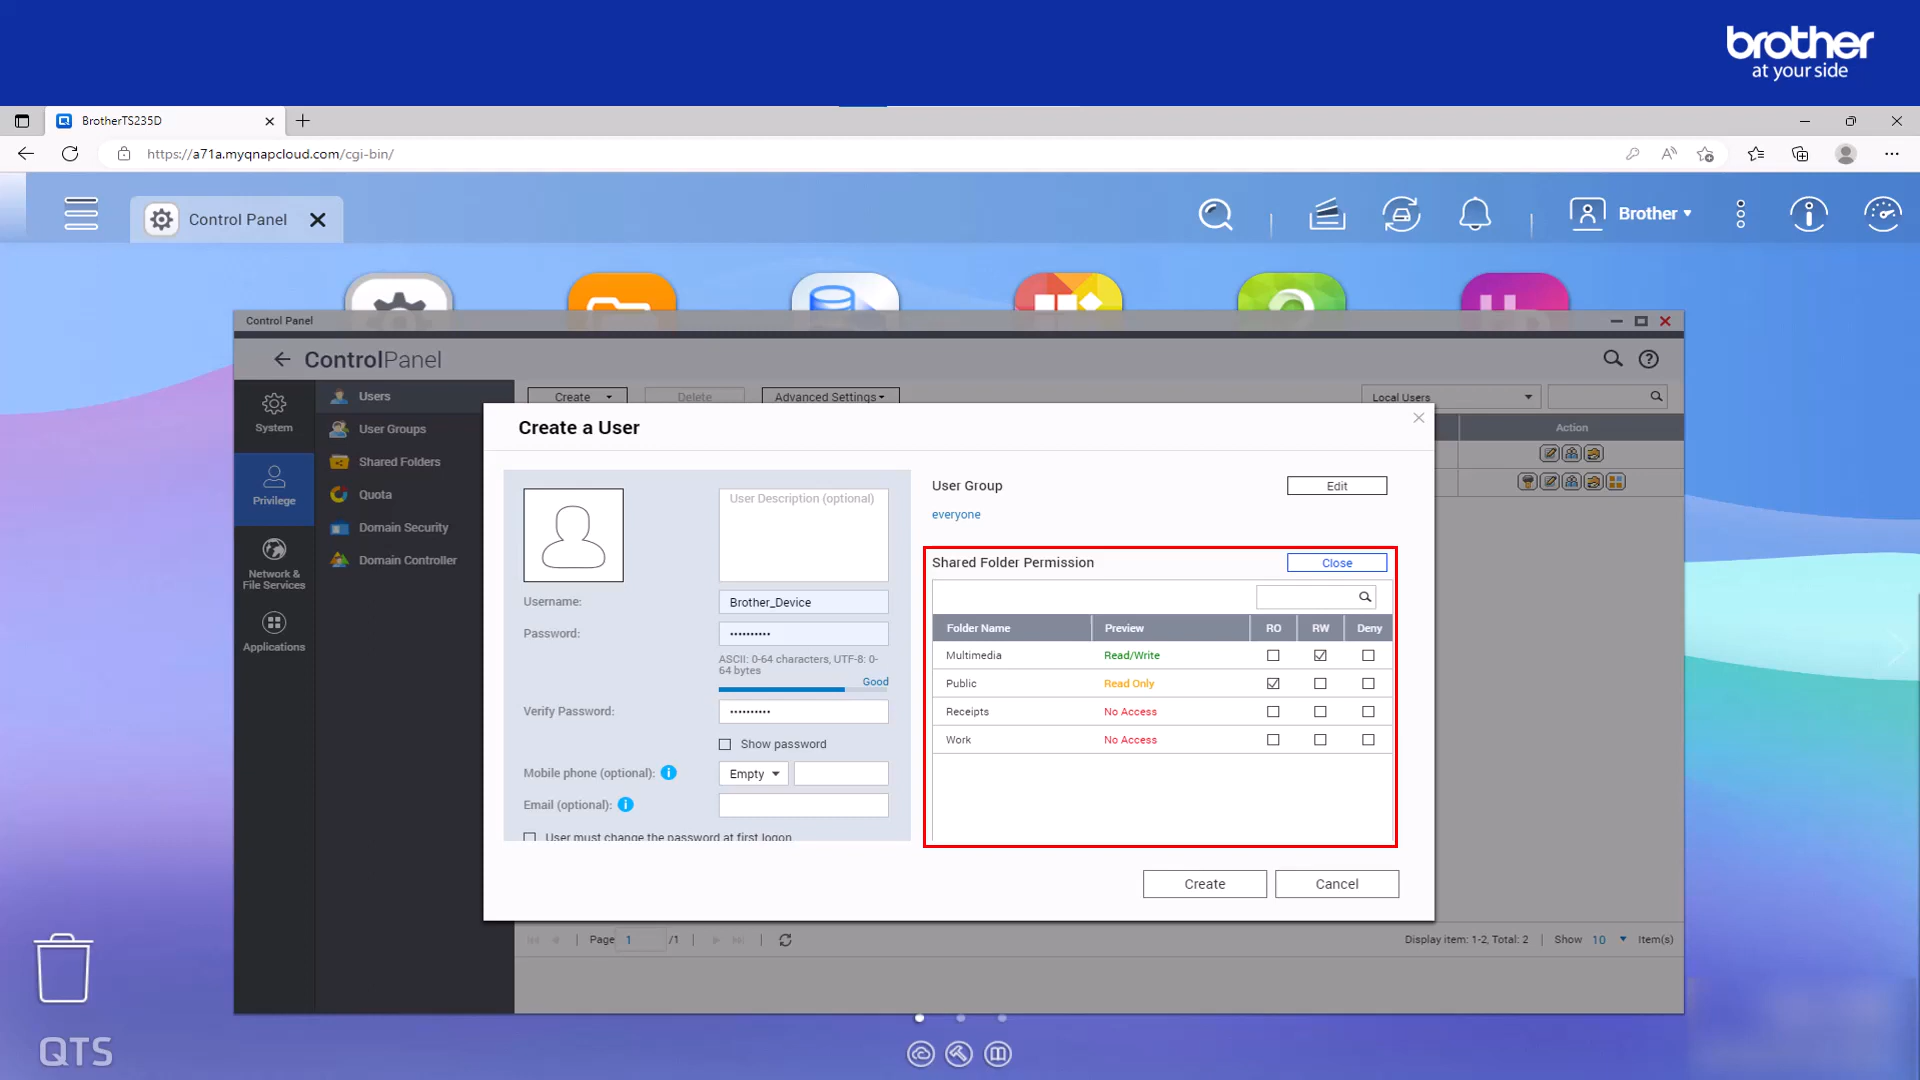 brother
at your side
BrotherTS235D
https://a71a.myqnapcloud.com/cgi-bin/
Control Panel
Brother
Control Panel
ControlPanel
System
Privilege
Network &
File Services
Applications
Users
User Groups
Shared Folders
Quota
Domain Security
Domain Controller
Create
Delete
Advanced Settings
Local Users
Action
Create a User
User Description (optional)
Username:
Brother_Device
Password:
••••••••••
ASCII: 0-64 characters, UTF-8: 0-
64 bytes
Good
Verify Password:
••••••••••
Show password
Mobile phone (optional):
Empty
Email (optional):
User must change the password at first logon
User Group
Edit
everyone
Shared Folder Permission
Close
Folder Name Preview RO RW Deny
Multimedia Read/Write
Public Read Only
Receipts No Access
Work No Access
Create
Cancel
Page 1 /1
Display item: 1-2, Total: 2 | Show 10 Item(s)
QTS